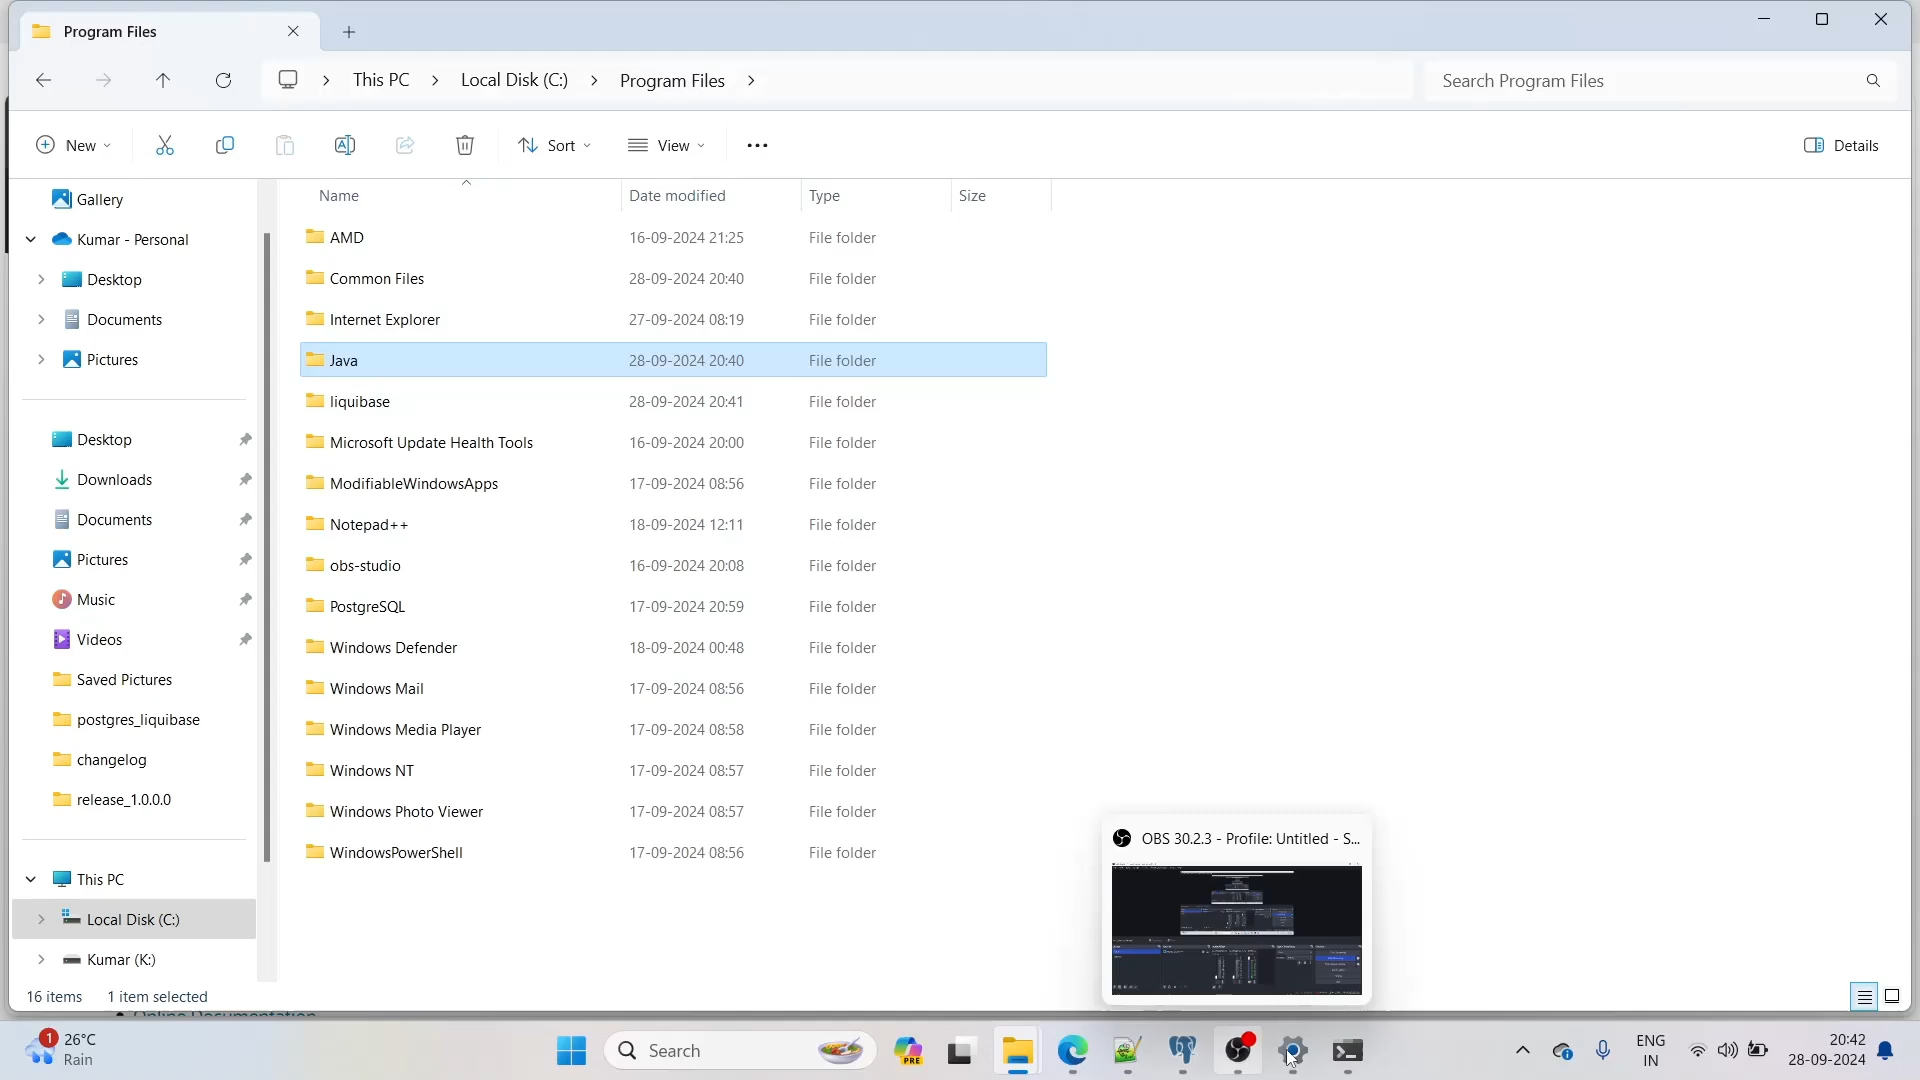 Program Files
This PC
Local Disk (C:)
Program Files
Search Program Files
New
Sort
View
Details
Gallery
Kumar - Personal
Desktop
Documents
Pictures
Desktop
Downloads
Documents
Pictures
Music
Videos
Saved Pictures
postgres_liquibase
changelog
release_1.0.0.0
This PC
Local Disk (C:)
Kumar (K:)
Name Date modified Type Size
AMD 16-09-2024 21:25 File folder
Common Files 28-09-2024 20:40 File folder
Internet Explorer 27-09-2024 08:19 File folder
Java 28-09-2024 20:40 File folder
liquibase 28-09-2024 20:41 File folder
Microsoft Update Health Tools 16-09-2024 20:00 File folder
ModifiableWindowsApps 17-09-2024 08:56 File folder
Notepad++ 18-09-2024 12:11 File folder
obs-studio 16-09-2024 20:08 File folder
PostgreSQL 17-09-2024 20:59 File folder
Windows Defender 18-09-2024 00:48 File folder
Windows Mail 17-09-2024 08:56 File folder
Windows Media Player 17-09-2024 08:58 File folder
Windows NT 17-09-2024 08:57 File folder
Windows Photo Viewer 17-09-2024 08:57 File folder
WindowsPowerShell 17-09-2024 08:56 File folder
OBS 30.2.3 - Profile: Untitled - S...
16 items 1 item selected
Online Documentation
1
26°C
Rain
Search
PRE
ENG
IN
20:42
28-09-2024